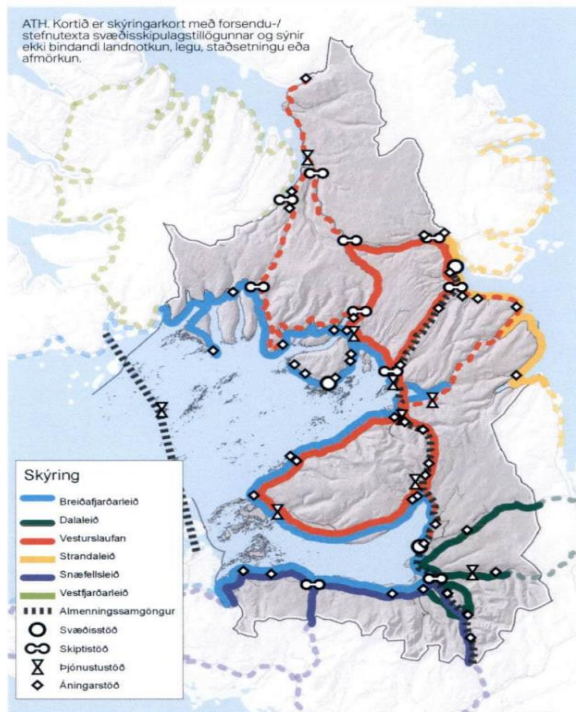 ATH. Kortið er skýringarkort með forsendu-/
stefnutexta svæðisskipulagstillögunnar og sýnir
ekki bindandi landnotkun, legu, staðsetningu eða
afmörkun.
Skýring
Breiðafjarðarleið
Dalaleið
Vesturslaufan
Strandaleið
Snæfellsleið
Vestfjarðarleið
Almenningssamgöngur
Svæðisstöð
Skiptistöð
Þjónustustöð
Áningarstöð